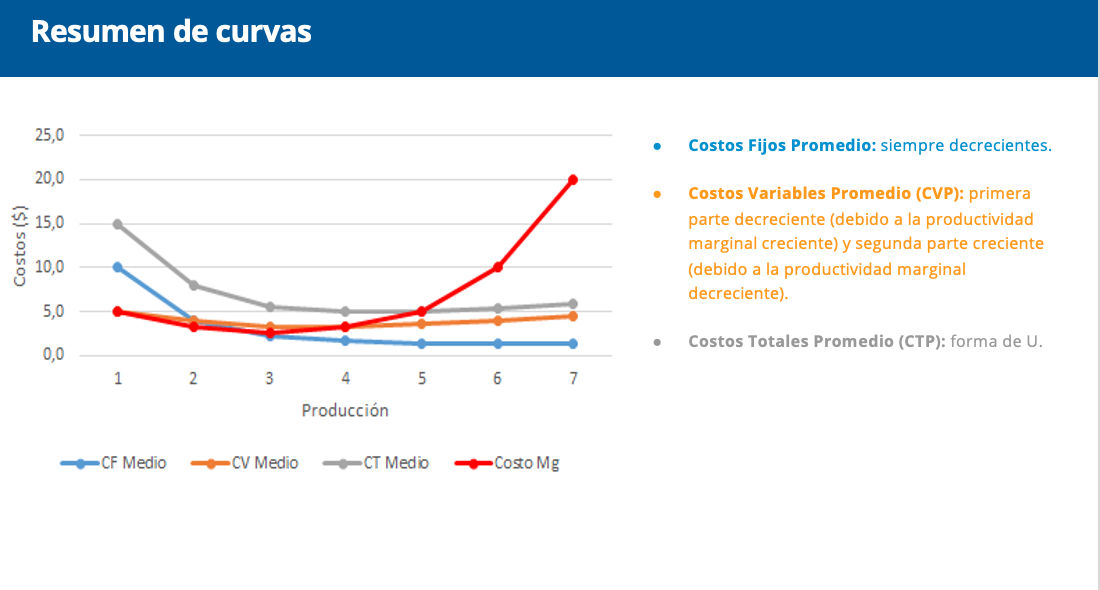 Resumen de curvas
25,0
20,0
15,0
10,0
5,0
0,0
Costos ($)
1 2 3 4 5 6 7
Producción
CF Medio CV Medio CT Medio Costo Mg
• Costos Fijos Promedio: siempre decrecientes.
• Costos Variables Promedio (CVP): primera
parte decreciente (debido a la productividad
marginal creciente) y segunda parte creciente
(debido a la productividad marginal
decreciente).
• Costos Totales Promedio (CTP): forma de U.